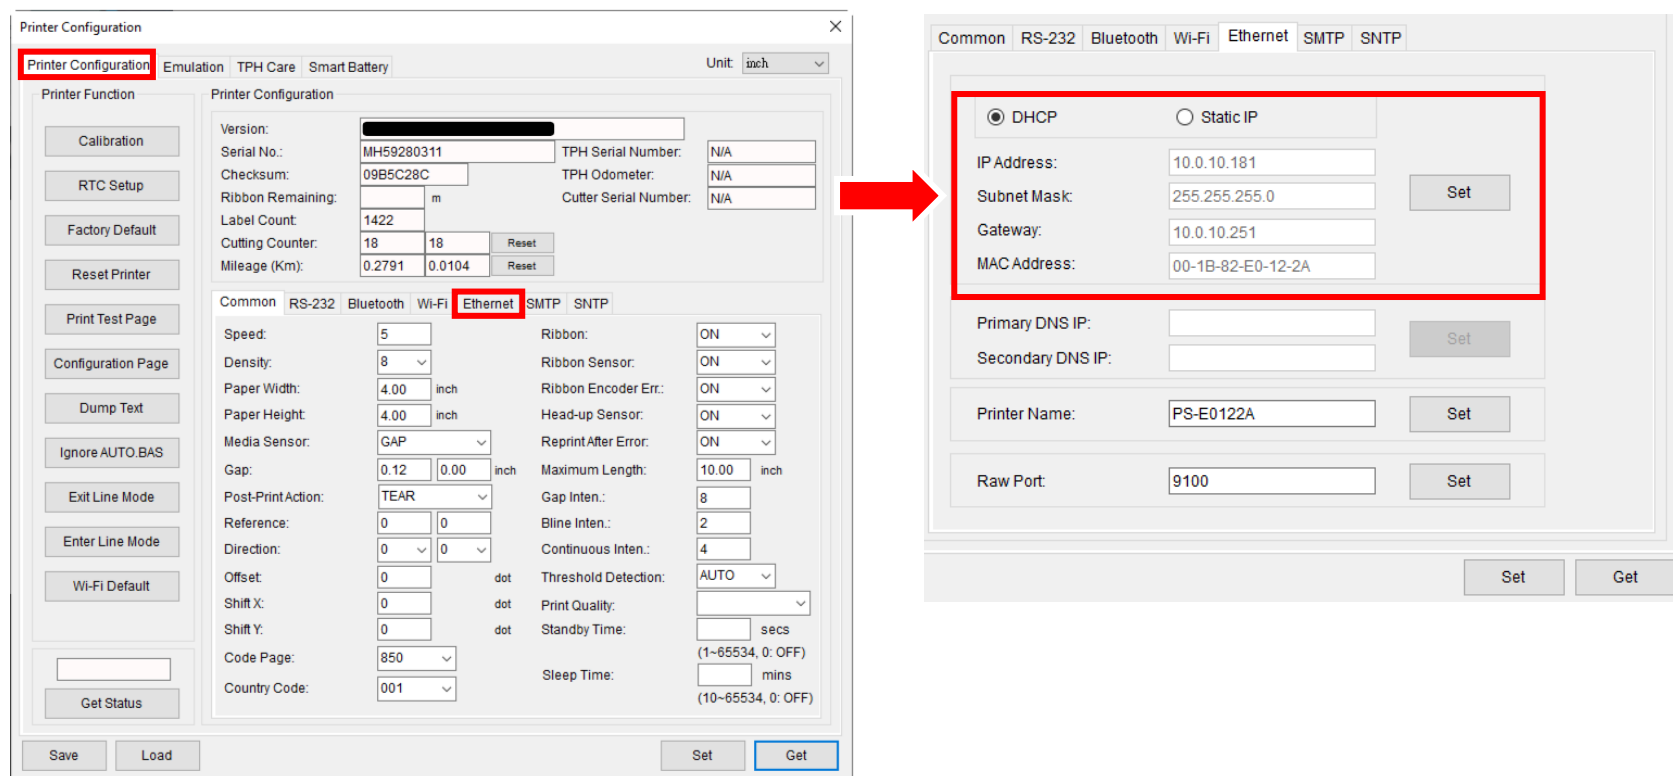 Printer Configuration
Printer Configuration Emulation TPH Care Smart Battery Unit: inch
Printer Function
Calibration
RTC Setup
Factory Default
Reset Printer
Print Test Page
Configuration Page
Dump Text
Ignore AUTO.BAS
Exit Line Mode
Enter Line Mode
Wi-Fi Default
Get Status
Printer Configuration
Version:
Serial No.: MH59280311 TPH Serial Number: N/A
Checksum: 09B5C28C TPH Odometer: N/A
Ribbon Remaining: m Cutter Serial Number: N/A
Label Count: 1422
Cutting Counter: 18 18 Reset
Mileage (Km): 0.2791 0.0104 Reset
Common RS-232 Bluetooth Wi-Fi Ethernet SMTP SNTP
Speed: 5 Ribbon: ON
Density: 8 Ribbon Sensor: ON
Paper Width: 4.00 inch Ribbon Encoder Err.: ON
Paper Height: 4.00 inch Head-up Sensor: ON
Media Sensor: GAP Reprint After Error: ON
Gap: 0.12 0.00 inch Maximum Length: 10.00 inch
Post-Print Action: TEAR Gap Inten.: 8
Reference: 0 0 Bline Inten.: 2
Direction: 0 0 Continuous Inten.: 4
Offset: 0 dot Threshold Detection: AUTO
Shift X: 0 dot Print Quality:
Shift Y: 0 dot Standby Time: secs
(1~65534, 0: OFF)
Code Page: 850
Sleep Time: mins
Country Code: 001
(10~65534, 0: OFF)
Save Load Set Get
Common RS-232 Bluetooth Wi-Fi Ethernet SMTP SNTP
DHCP Static IP
IP Address: 10.0.10.181
Subnet Mask: 255.255.255.0 Set
Gateway: 10.0.10.251
MAC Address: 00-1B-82-E0-12-2A
Primary DNS IP:
Set
Secondary DNS IP:
Printer Name: PS-E0122A Set
Raw Port: 9100 Set
Set Get